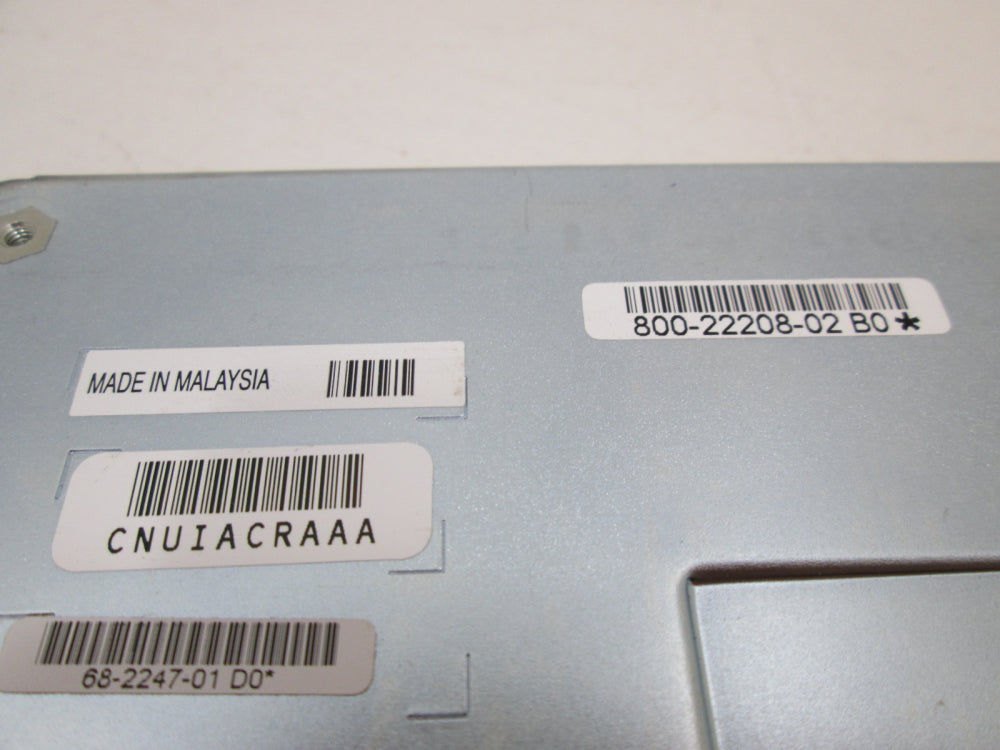 800-22208-02 B0*
MADE IN MALAYSIA
CNUIACRAAA
68-2247-01 D0*